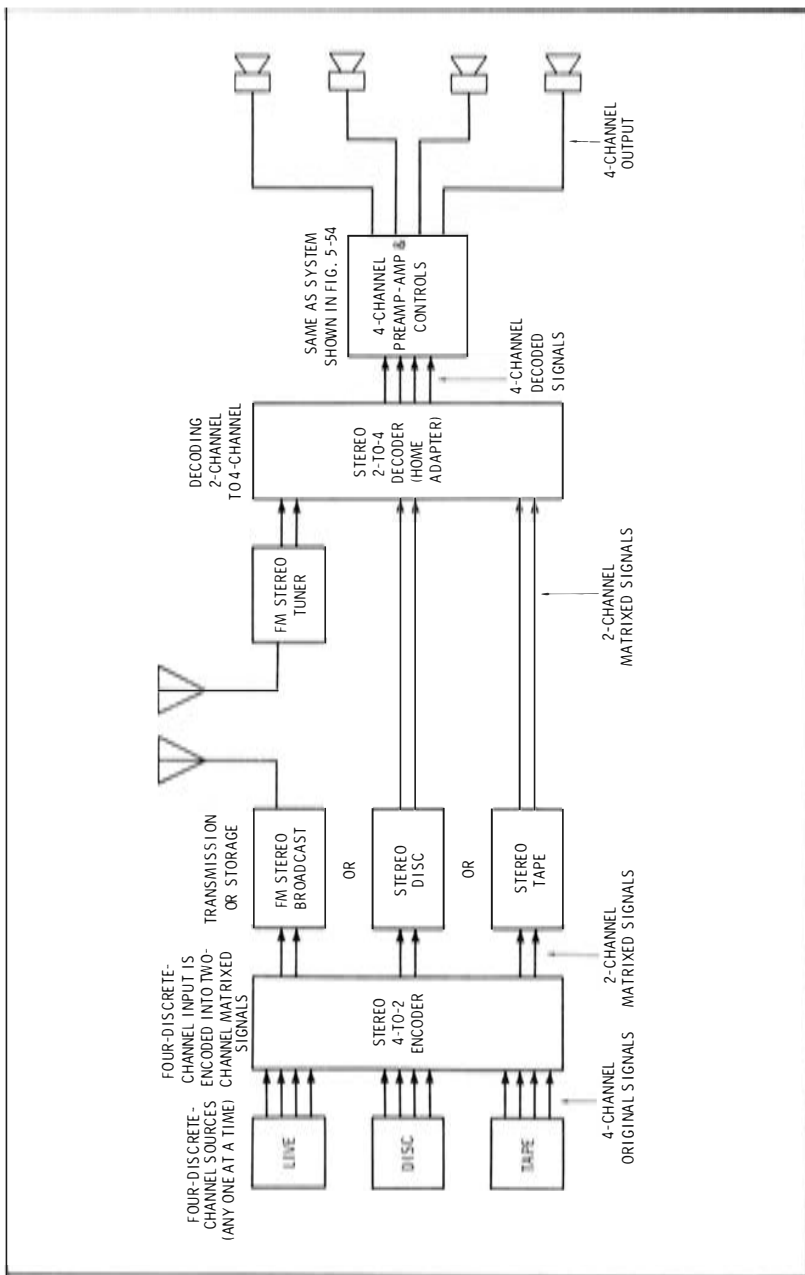 FOUR-DISCRETE-
CHANNEL SOURCES
(ANY ONE AT A TIME)
LIVE
DISC
TAPE
4-CHANNEL
ORIGINAL SIGNALS
FOUR-DISCRETE-
CHANNEL INPUT IS
ENCODED INTO TWO-
CHANNEL MATRIXED
SIGNALS
STEREO
4-TO-2
ENCODER
2-CHANNEL
MATRIXED SIGNALS
TRANSMISSION
OR STORAGE
FM STEREO
BROADCAST
OR
STEREO
DISC
OR
STEREO
TAPE
FM STEREO
TUNER
2-CHANNEL
MATRIXED SIGNALS
DECODING
2-CHANNEL
TO 4-CHANNEL
STEREO
2-TO-4
DECODER
(HOME
ADAPTER)
4-CHANNEL
DECODED
SIGNALS
SAME AS SYSTEM
SHOWN IN FIG. 5-54
4-CHANNEL
PREAMP-AMP &
CONTROLS
4-CHANNEL
OUTPUT